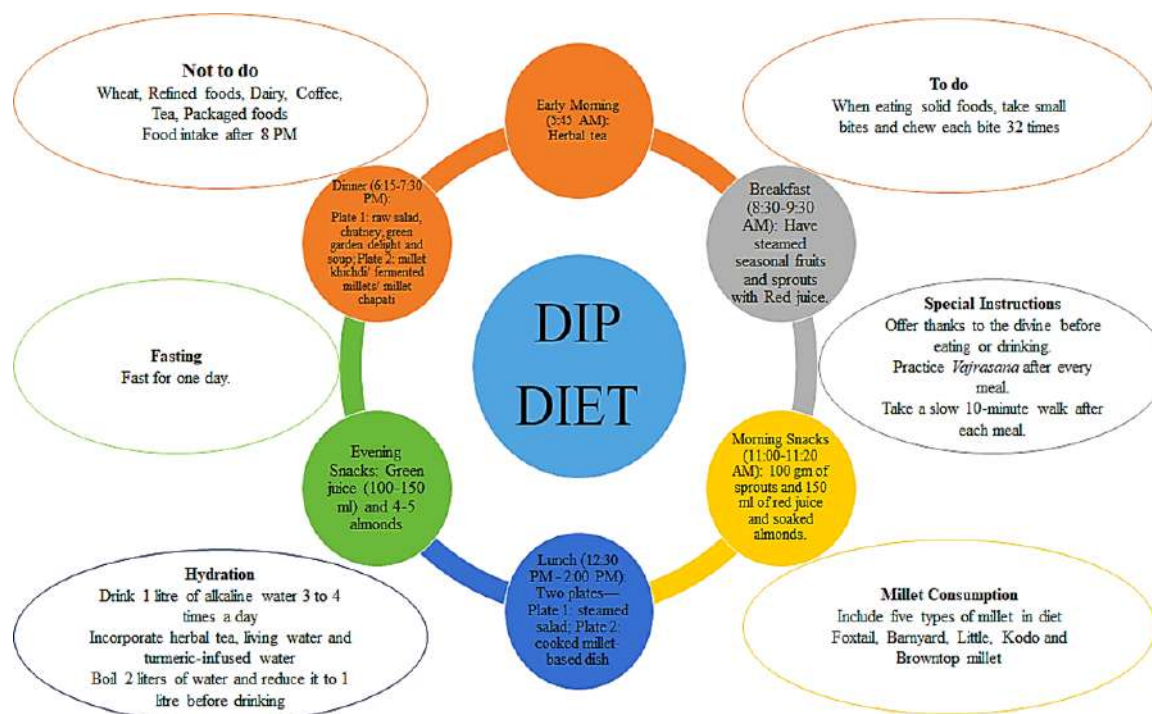 Not to do
Wheat, Refined foods, Dairy, Coffee,
Tea, Packaged foods
Food intake after 8 PM
Early Morning
(5:45 AM):
Herbal tea
To do
When eating solid foods, take small
bites and chew each bite 32 times
Dinner (6:15-7:30
PM):
Plate 1: raw salad,
chutney, green
garden delight and
soup; Plate 2: millet
khichdi/ fermented
millets/ millet
chapati
Breakfast
(8:30-9:30
AM): Have
steamed
seasonal fruits
and sprouts
with Red juice.
DIP
DIET
Fasting
Fast for one day.
Special Instructions
Offer thanks to the divine before
eating or drinking.
Practice Vajrasana after every
meal.
Take a slow 10-minute walk after
each meal.
Evening
Snacks: Green
juice (100-150
ml) and 4-5
almonds
Morning Snacks
(11:00-11:20
AM): 100 gm of
sprouts and 150
ml of red juice
and soaked
almonds.
Hydration
Drink 1 litre of alkaline water 3 to 4
times a day
Incorporate herbal tea, living water and
turmeric-infused water
Boil 2 liters of water and reduce it to 1
litre before drinking
Lunch (12:30
PM - 2:00 PM):
Two plates—
Plate 1: steamed
salad; Plate 2:
cooked millet-
based dish
Millet Consumption
Include five types of millet in diet
Foxtail, Barnyard, Little, Kodo and
Browntop millet